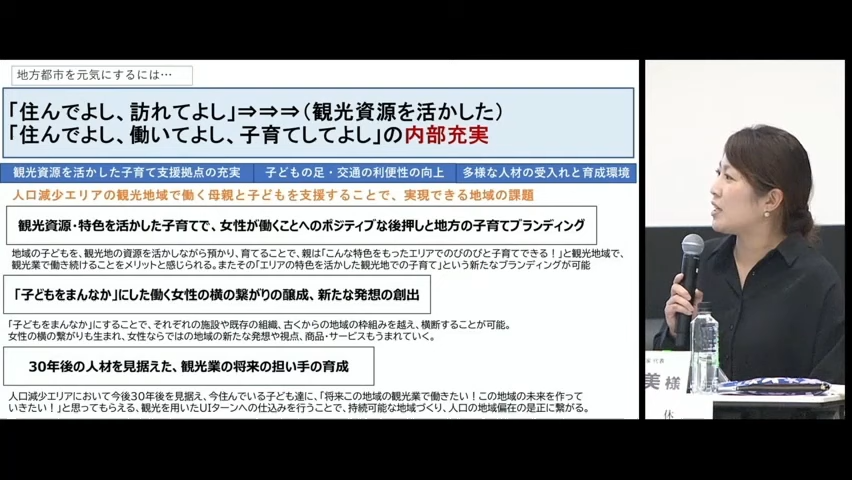 地方都市を元気にするには…
「住んでよし、訪れてよし」⇒⇒⇒(観光資源を活かした)
「住んでよし、働いてよし、子育てしてよし」の内部充実
観光資源を活かした子育て支援拠点の充実
子どもの足・交通の利便性の向上
多様な人材の受入れと育成環境
人口減少エリアの観光地域で働く母親と子どもを支援することで、実現できる地域の課題
観光資源・特色を活かした子育てで、女性が働くことへのポジティブな後押しと地方の子育てブランディング
地域の子どもを、観光地の資源を活かしながら預かり、育てることで、親は「こんな特色をもったエリアでのびのびと子育てできる!」と観光地域で、
観光業で働き続けることをメリットと感じられる。またその「エリアの特色を活かした観光地での子育て」という新たなブランディングが可能
「子どもをまんなか」にした働く女性の横の繋がりの醸成、新たな発想の創出
「子どもをまんなか」にすることで、それぞれの施設や既存の組織、古くからの地域の枠組みを越え、横断することが可能。
女性の横の繋がりも生まれ、女性ならではの地域の新たな発想や視点、商品・サービスもうまれていく。
30年後の人材を見据えた、観光業の将来の担い手の育成
人口減少エリアにおいて今後30年後を見据え、今住んでいる子ども達に、「将来この地域の観光業で働きたい!この地域の未来を作って
いきたい!」と思ってもらえる、観光を用いたUIターンへの仕込みを行うことで、持続可能な地域づくり、人口の地域偏在の是正に繋がる。
代表
美 様
休